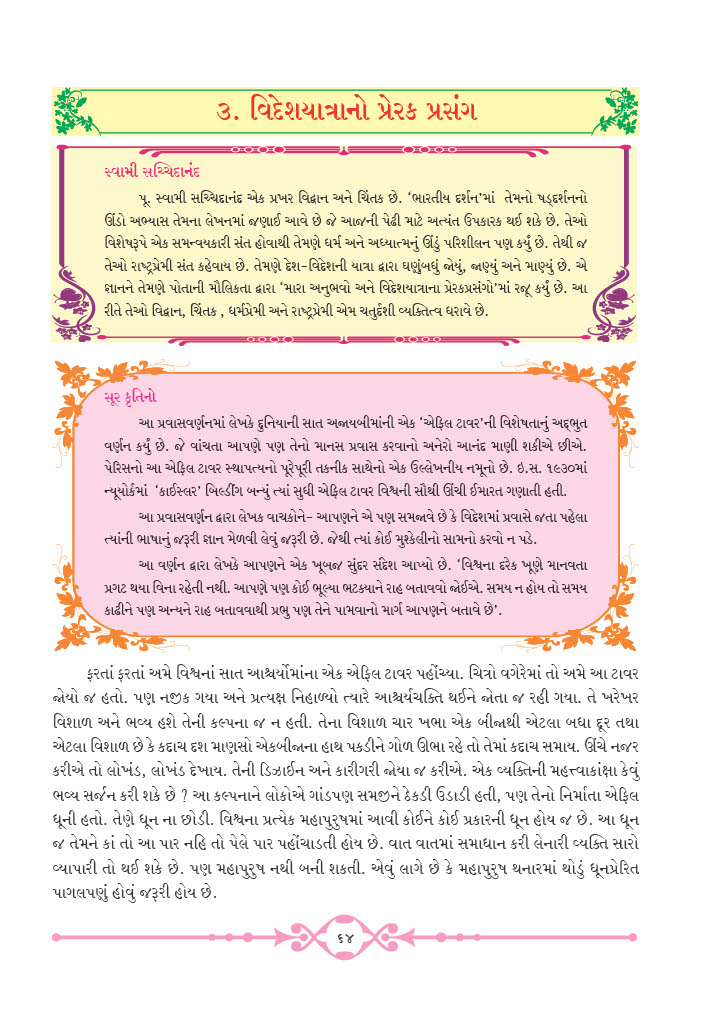 ૩. વિદેશયાત્રાનો પ્રેરક પ્રસંગ
સ્વામી સચ્ચિદાનંદ
પૂ. સ્વામી સચ્ચિદાનંદ એક પ્રખર વિદ્વાન અને ચિંતક છે. ‘ભારતીય દર્શન’માં તેમનો ષડ્દર્શનનો
ઊંડો અભ્યાસ તેમના લેખનમાં જણાઈ આવે છે જે આજની પેઢી માટે અત્યંત ઉપકારક થઈ શકે છે. તેઓ
વિશેષરૂપે એક સમન્વયકારી સંત હોવાથી તેમણે ધર્મ અને અધ્યાત્મનું ઊંડું પરિશીલન પણ કર્યું છે. તેથી જ
તેઓ રાષ્ટ્રપ્રેમી સંત કહેવાય છે. તેમણે દેશ-વિદેશની યાત્રા દ્વારા ઘણુંબધું જોયું, જાણ્યું અને માણ્યું છે. એ
જ્ઞાનને તેમણે પોતાની મૌલિકતા દ્વારા ‘મારા અનુભવો અને વિદેશયાત્રાના પ્રેરકપ્રસંગો’માં રજૂ કર્યું છે. આ
રીતે તેઓ વિદ્વાન, ચિંતક , ધર્મપ્રેમી અને રાષ્ટ્રપ્રેમી એમ ચતુર્દશી વ્યક્તિત્વ ધરાવે છે.
સૂર કૃતિનો
આ પ્રવાસવર્ણનમાં લેખકે દુનિયાની સાત અજાયબીમાંની એક ‘એફિલ ટાવર’ની વિશેષતાનું અદ્ભુત
વર્ણન કર્યું છે. જે વાંચતા આપણે પણ તેનો માનસ પ્રવાસ કરવાનો અનેરો આનંદ માણી શકીએ છીએ.
પેરિસનો આ એફિલ ટાવર સ્થાપત્યનો પૂરેપૂરી તકનીક સાથેનો એક ઉલ્લેખનીય નમૂનો છે. ઇ.સ. ૧૯૩૦માં
ન્યૂયોર્કમાં ‘ક્રાઈસ્લર’ બિલ્ડીંગ બન્યું ત્યાં સુધી એફિલ ટાવર વિશ્વની સૌથી ઊંચી ઈમારત ગણાતી હતી.
આ પ્રવાસવર્ણન દ્વારા લેખક વાચકોને- આપણને એ પણ સમજાવે છે કે વિદેશમાં પ્રવાસે જતા પહેલા
ત્યાંની ભાષાનું જરૂરી જ્ઞાન મેળવી લેવું જરૂરી છે. જેથી ત્યાં કોઈ મુશ્કેલીનો સામનો કરવો ન પડે.
આ વર્ણન દ્વારા લેખકે આપણને એક ખૂબજ સુંદર સંદેશ આપ્યો છે. ‘વિશ્વના દરેક ખૂણે માનવતા
પ્રગટ થયા વિના રહેતી નથી. આપણે પણ કોઈ ભૂલ્યા ભટક્યાને રાહ બતાવવો જોઈએ. સમય ન હોય તો સમય
કાઢીને પણ અન્યને રાહ બતાવવાથી પ્રભુ પણ તેને પામવાનો માર્ગ આપણને બતાવે છે’.
ફરતાં ફરતાં અમે વિશ્વનાં સાત આશ્ચર્યોમાંના એક એફિલ ટાવર પહોંચ્યા. ચિત્રો વગેરેમાં તો અમે આ ટાવર
જોયો જ હતો. પણ નજીક ગયા અને પ્રત્યક્ષ નિહાળ્યો ત્યારે આશ્ચર્યચક્તિ થઈને જોતા જ રહી ગયા. તે ખરેખર
વિશાળ અને ભવ્ય હશે તેની કલ્પના જ ન હતી. તેના વિશાળ ચાર ખભા એક બીજાથી એટલા બધા દૂર તથા
એટલા વિશાળ છે કે કદાચ દશ માણસો એકબીજાના હાથ પકડીને ગોળ ઊભા રહે તો તેમાં કદાચ સમાય. ઊંચે નજર
કરીએ તો લોખંડ, લોખંડ દેખાય. તેની ડિઝાઈન અને કારીગરી જોયા જ કરીએ. એક વ્યક્તિની મહત્ત્વાકાંક્ષા કેવું
ભવ્ય સર્જન કરી શકે છે ? આ કલ્પનાને લોકોએ ગાંડપણ સમજીને ઠેકડી ઉડાડી હતી, પણ તેનો નિર્માતા એફિલ
ધૂની હતો. તેણે ધૂન ના છોડી. વિશ્વના પ્રત્યેક મહાપુરુષમાં આવી કોઈને કોઈ પ્રકારની ધૂન હોય જ છે. આ ધૂન
જ તેમને કાં તો આ પાર નહિ તો પેલે પાર પહોંચાડતી હોય છે. વાત વાતમાં સમાધાન કરી લેનારી વ્યક્તિ સારો
વ્યાપારી તો થઈ શકે છે. પણ મહાપુરુષ નથી બની શકતી. એવું લાગે છે કે મહાપુરુષ થનારમાં થોડું ધૂનપ્રેરિત
પાગલપણું હોવું જરૂરી હોય છે.
૬૪